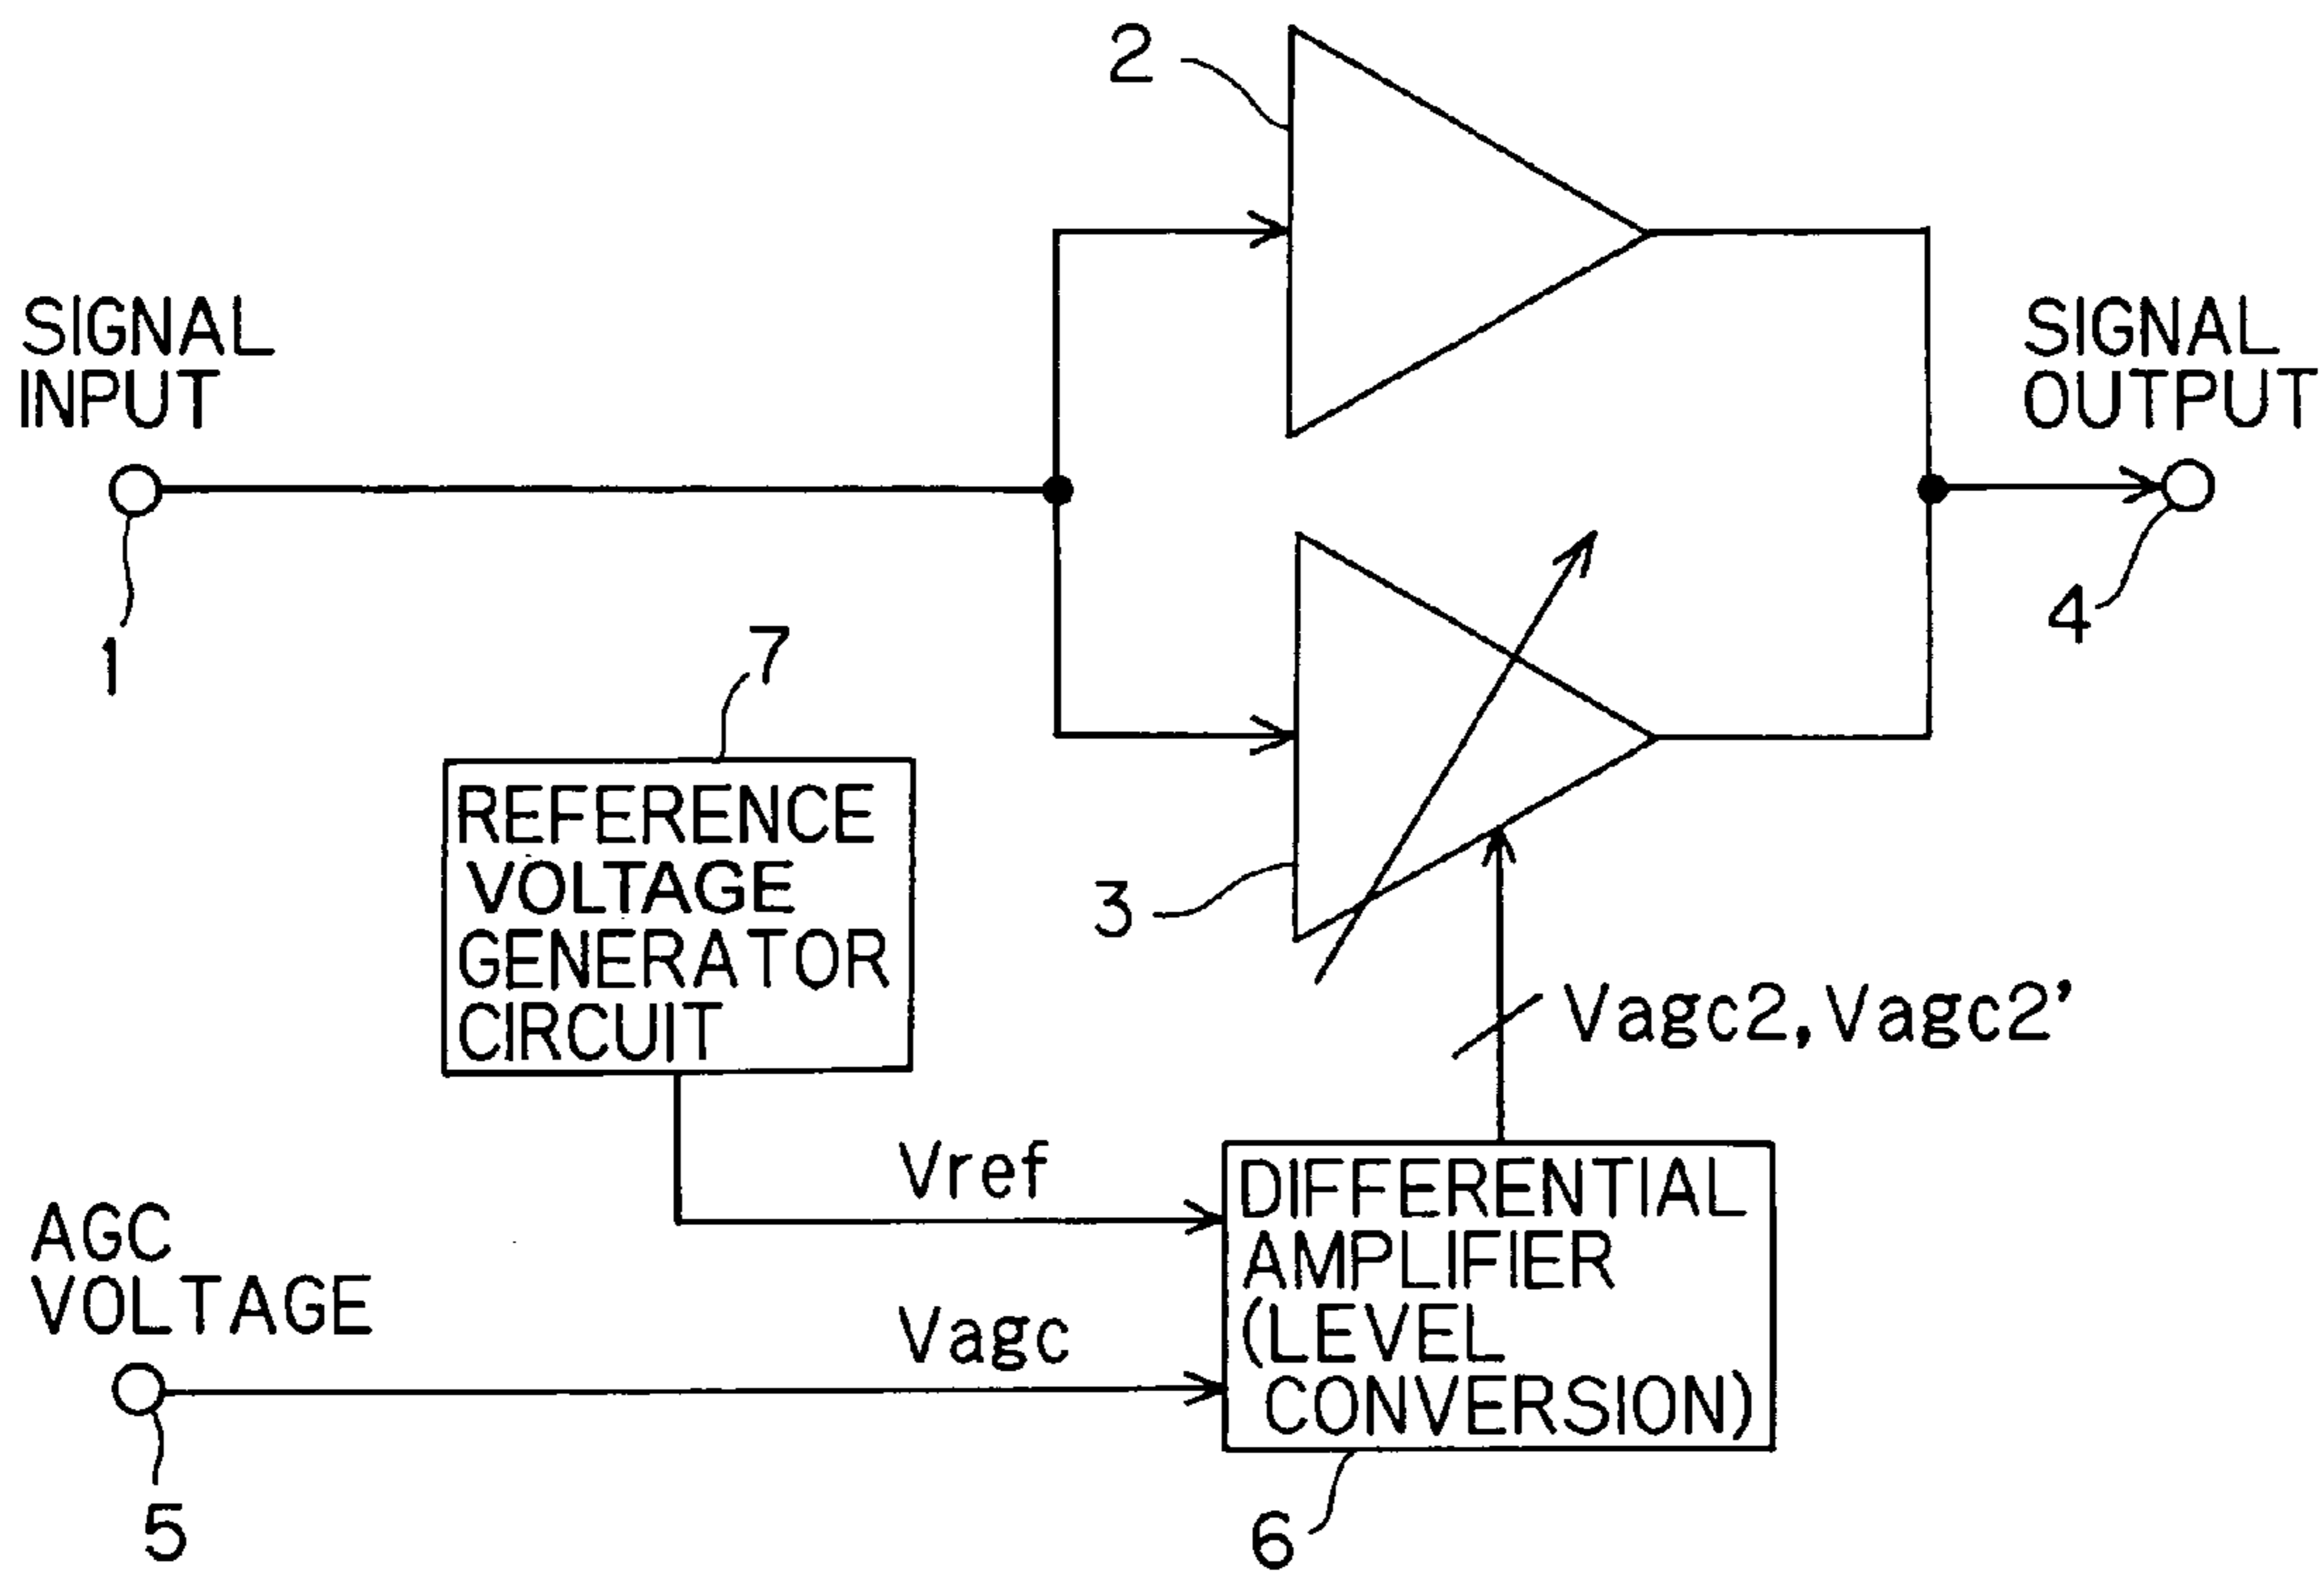 2
SIGNAL
INPUT
SIGNAL
OUTPUT
1
4
7
REFERENCE
VOLTAGE
GENERATOR
CIRCUIT
3
Vagc2,Vagc2'
Vref
DIFFERENTIAL
AMPLIFIER
(LEVEL
CONVERSION)
AGC
VOLTAGE
Vagc
5
6